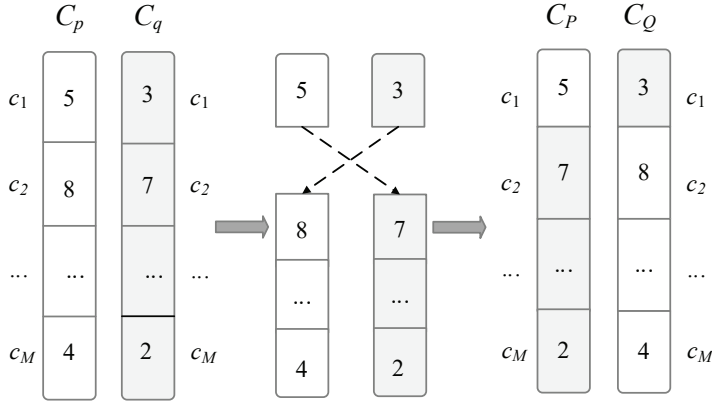 C_p C_q C_P C_Q
c_1 5 3 c_1 5 3 c_1 5 3 c_1
c_2 8 7 c_2 7 8 c_2
8 7
... ... ... ... ... ... ... ...
... ...
c_M 4 2 c_M 4 2 c_M 2 4 c_M